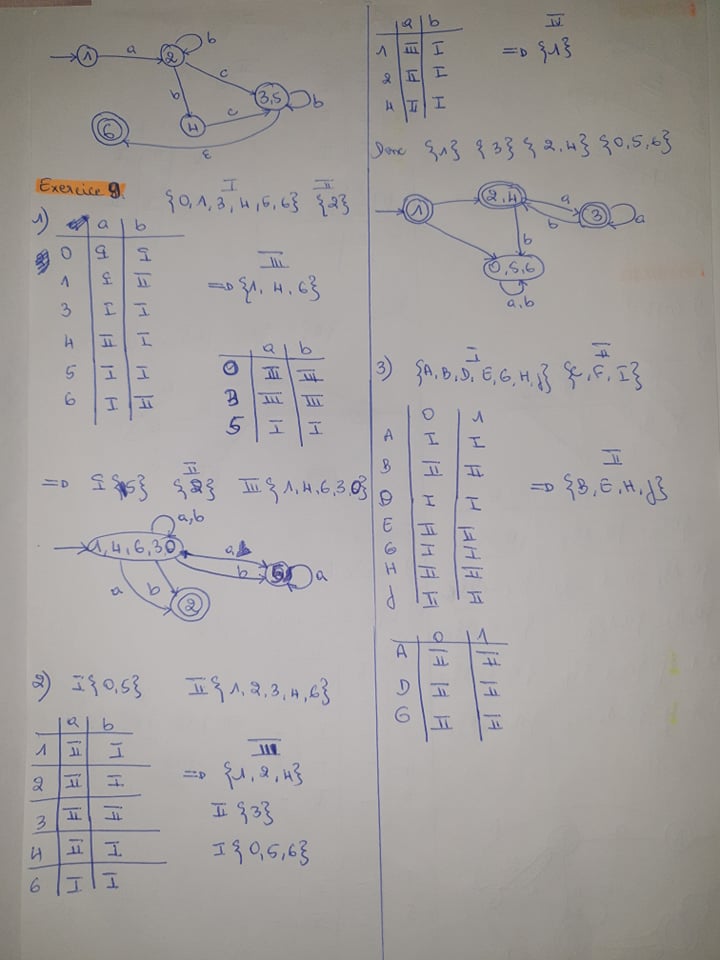 1 a 2 b
b c 3,5 b
4 c
6 ε
Exercice 9
I II
{0,1,3,4,5,6} {2}
1)
a b
0 I I
1 I II
3 I I
4 II I
5 I I
6 I II
III
=> {1, 4, 6}
a b
0 III III
3 III III
5 I I
=> I {5} II {2} III {1,4,6,3,0}
a,b
1,4,6,3,0 a
b 5 a
a b 2
2) I {0,5} II {1,2,3,4,6}
a b
1 II I
2 II I
3 II II
4 II I
6 I I
III
=> {1,2,4}
II {3}
I {0,5,6}
a b
1 III I
2 II I
4 II I
IV
=> {1}
Donc {1} {3} {2,4} {0,5,6}
1 2,4 a 3 a
b
b
0,5,6
a,b
I II
3) {A,B,D,E,G,H,J} {C,F,I}
0 1
A I I
B II II
D I I
E II II
G I I
H II II
J II II
II
=> {B,E,H,J}
0 1
A II II
D II II
G II II